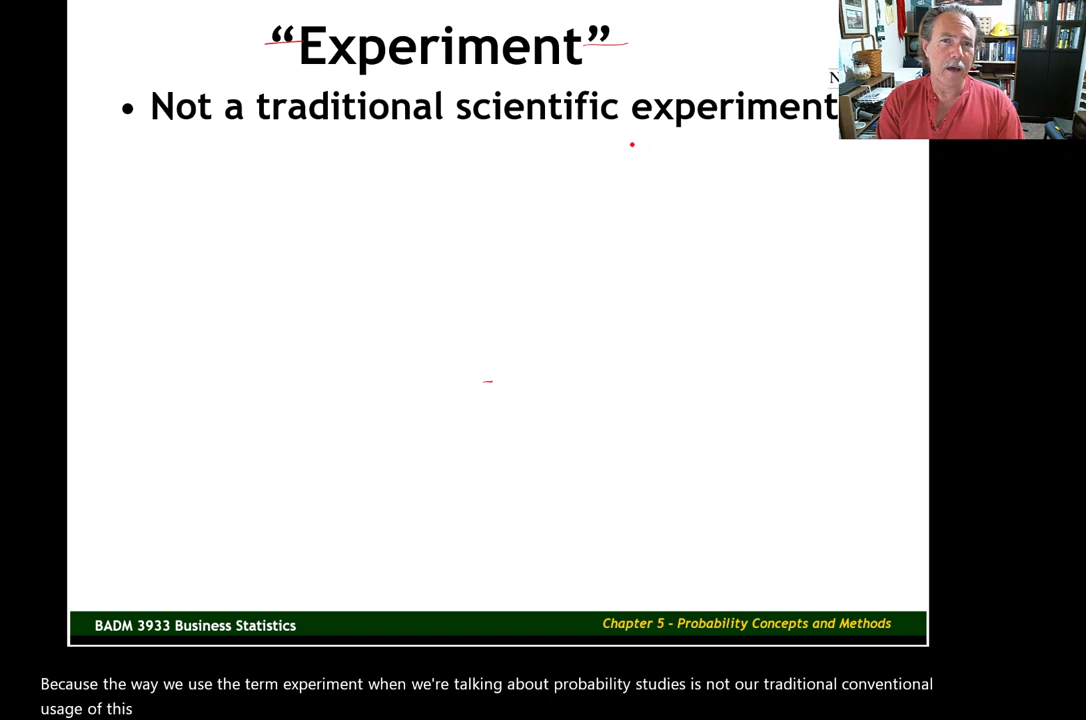 “Experiment”
• Not a traditional scientific experiment
N
BADM 3933 Business Statistics
Chapter 5 - Probability Concepts and Methods
Because the way we use the term experiment when we're talking about probability studies is not our traditional conventional
usage of this